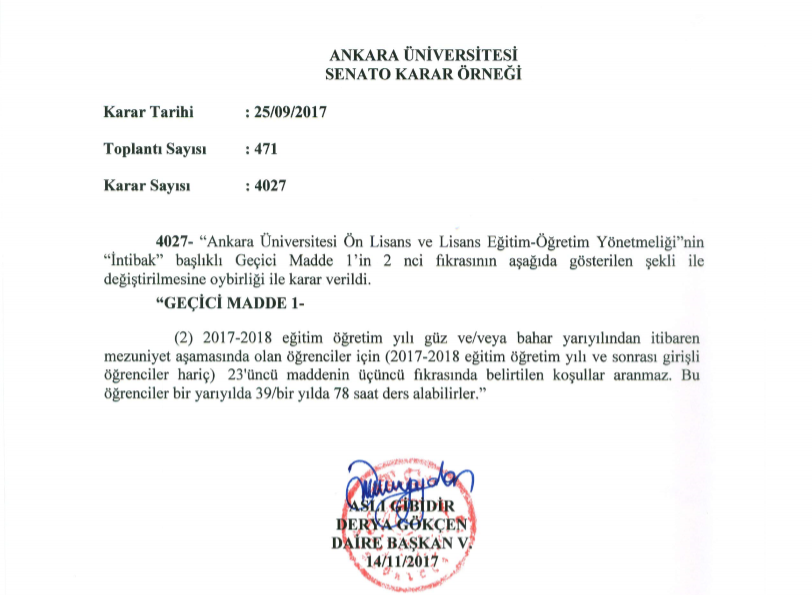 ANKARA ÜNİVERSİTESİ
SENATO KARAR ÖRNEĞİ
Karar Tarihi : 25/09/2017
Toplantı Sayısı : 471
Karar Sayısı : 4027
4027- “Ankara Üniversitesi Ön Lisans ve Lisans Eğitim-Öğretim Yönetmeliği”nin
“İntibak” başlıklı Geçici Madde 1’in 2 nci fıkrasının aşağıda gösterilen şekli ile
değiştirilmesine oybirliği ile karar verildi.
“GEÇİCİ MADDE 1-
(2) 2017-2018 eğitim öğretim yılı güz ve/veya bahar yarıyılından itibaren
mezuniyet aşamasında olan öğrenciler için (2017-2018 eğitim öğretim yılı ve sonrası girişli
öğrenciler hariç) 23'üncü maddenin üçüncü fıkrasında belirtilen koşullar aranmaz. Bu
öğrenciler bir yarıyılda 39/bir yılda 78 saat ders alabilirler.”
ASLI GİBİDİR
DERYA GÖKÇEN
DAİRE BAŞKAN V.
14/11/2017